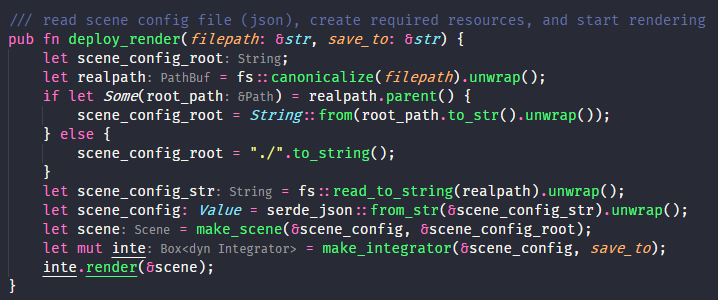 /// read scene config file (json), create required resources, and start rendering
pub fn deploy_render(filepath: &str, save_to: &str) {
    let scene_config_root: String;
    let realpath: PathBuf = fs::canonicalize(filepath).unwrap();
    if let Some(root_path: &Path) = realpath.parent() {
        scene_config_root = String::from(root_path.to_str().unwrap());
    } else {
        scene_config_root = "./".to_string();
    }
    let scene_config_str: String = fs::read_to_string(realpath).unwrap();
    let scene_config: Value = serde_json::from_str(&scene_config_str).unwrap();
    let scene: Scene = make_scene(&scene_config, &scene_config_root);
    let mut inte: Box<dyn Integrator> = make_integrator(&scene_config, save_to);
    inte.render(&scene);
}